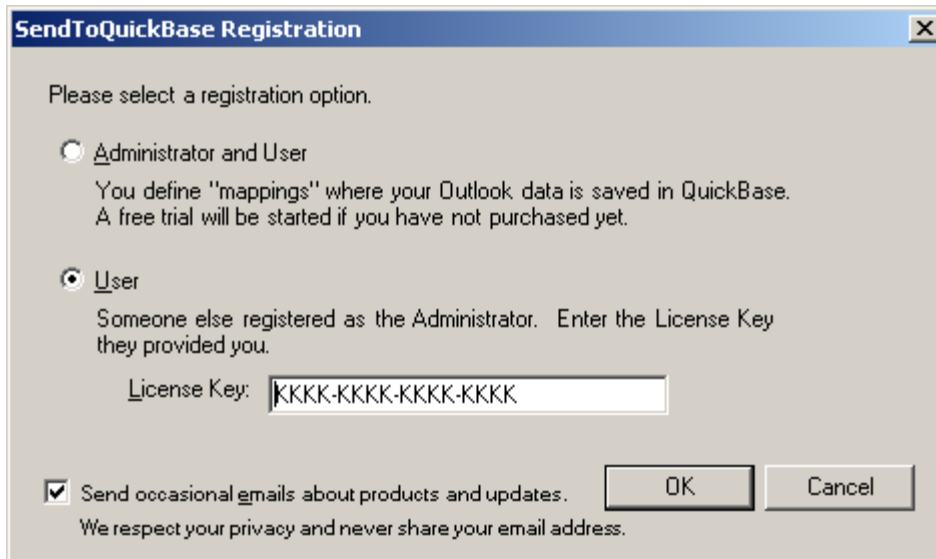 SendToQuickBase Registration
Please select a registration option.
Administrator and User
You define "mappings" where your Outlook data is saved in QuickBase.
A free trial will be started if you have not purchased yet.
User
Someone else registered as the Administrator. Enter the License Key
they provided you.
License Key: KKKK-KKKK-KKKK-KKKK
Send occasional emails about products and updates.
We respect your privacy and never share your email address.
OK
Cancel